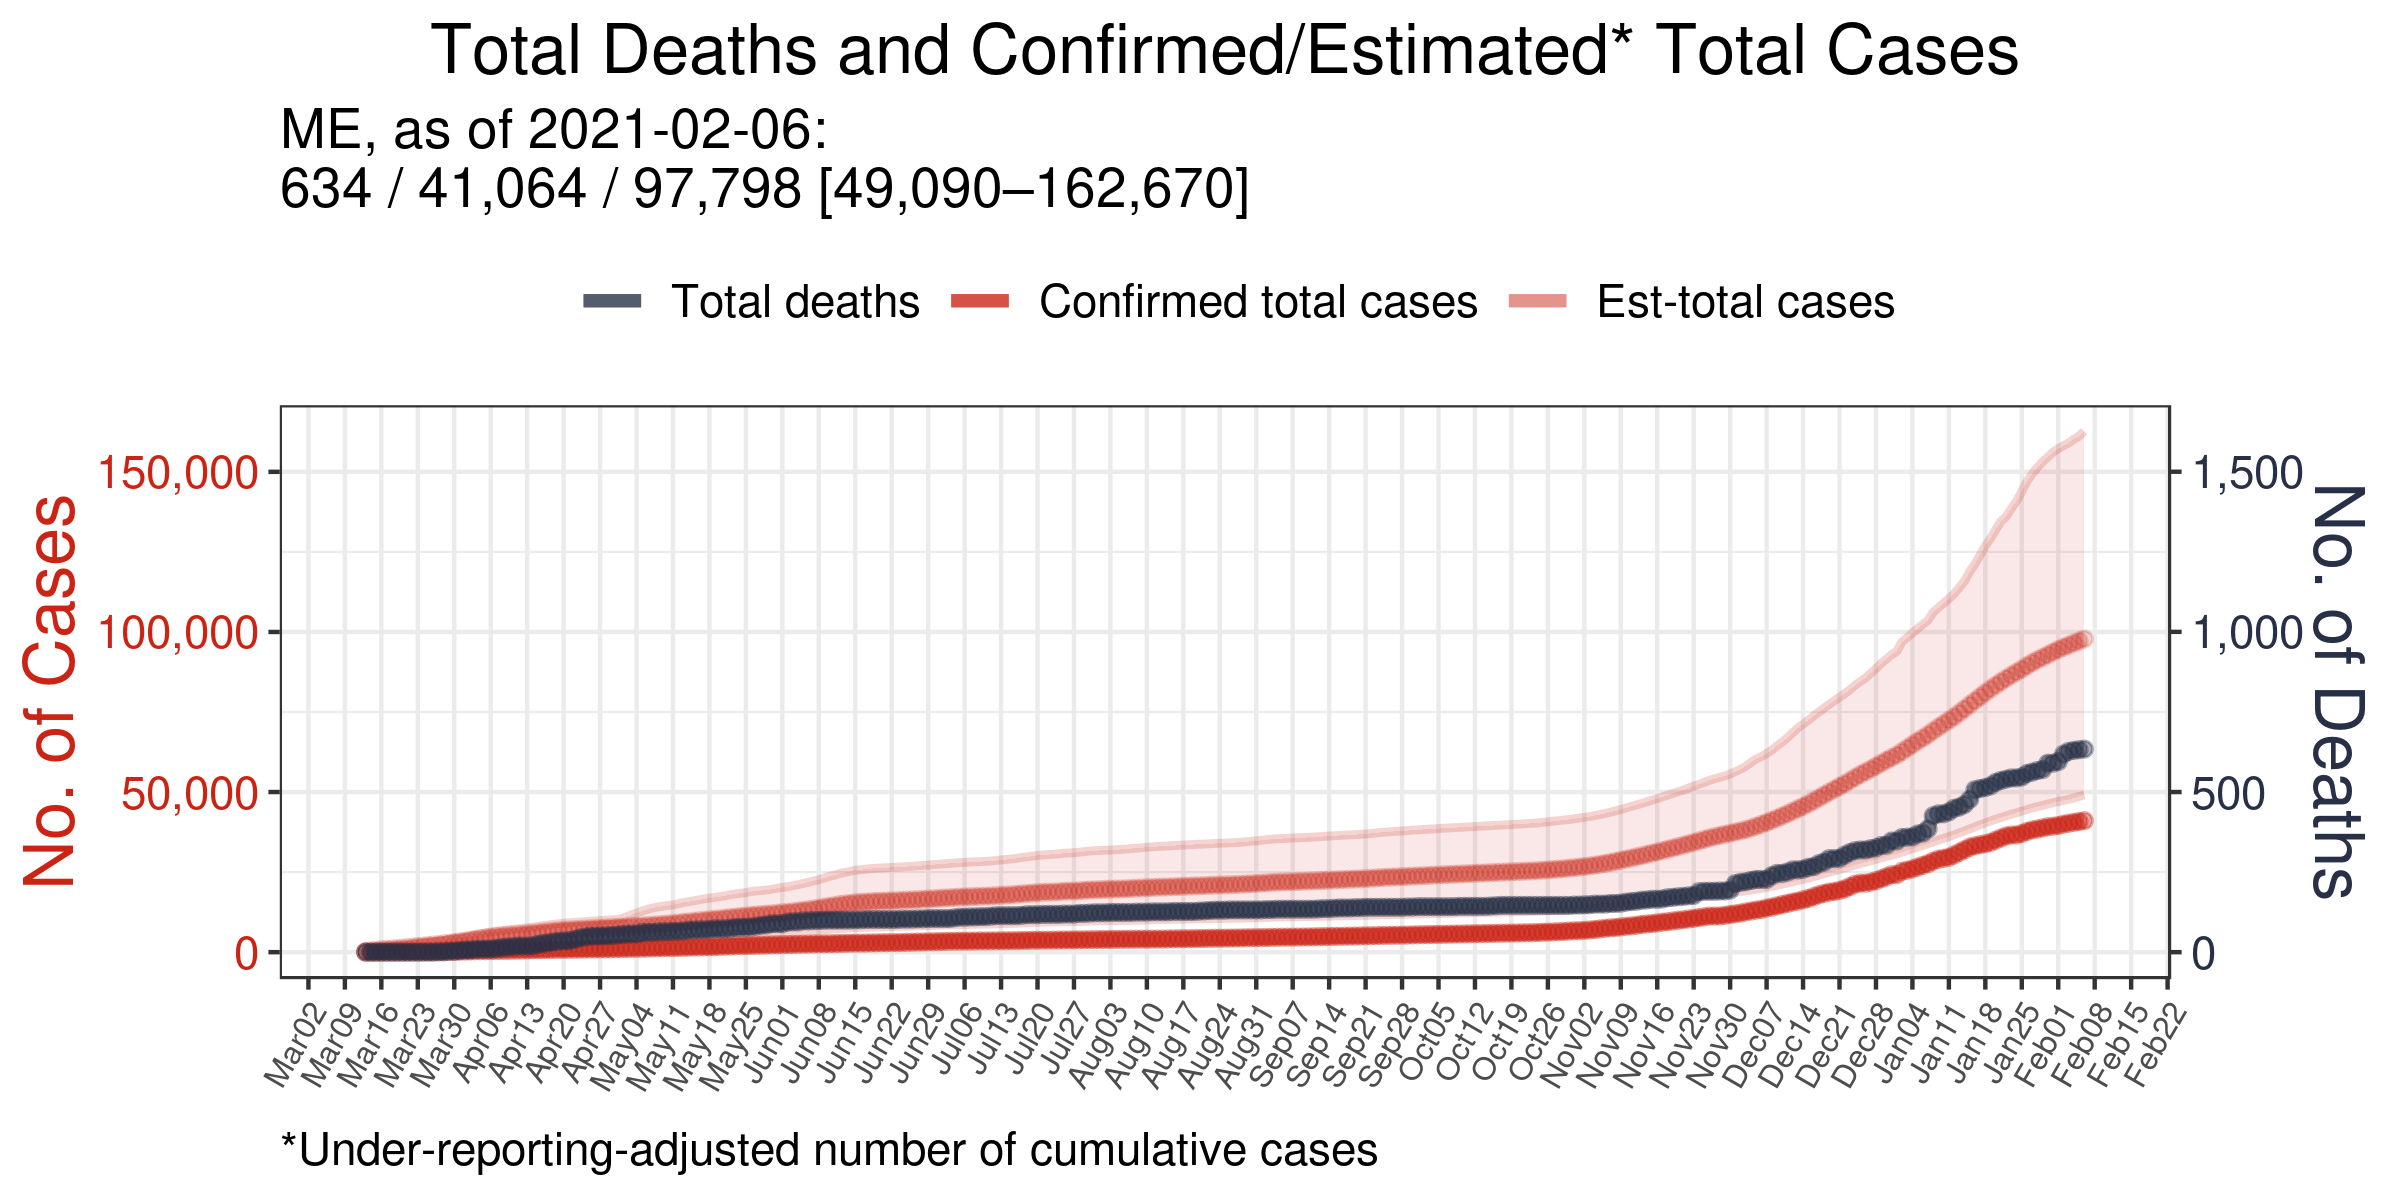 Total Deaths and Confirmed/Estimated* Total Cases
ME, as of 2021-02-06:
634 / 41,064 / 97,798 [49,090–162,670]
Total deaths
Confirmed total cases
Est-total cases
No. of Cases
150,000
100,000
50,000
0
1,500
1,000
500
0
No. of Deaths
Mar02
Mar09
Mar16
Mar23
Mar30
Apr06
Apr13
Apr20
Apr27
May04
May11
May18
May25
Jun01
Jun08
Jun15
Jun22
Jun29
Jul06
Jul13
Jul20
Jul27
Aug03
Aug10
Aug17
Aug24
Aug31
Sep07
Sep14
Sep21
Sep28
Oct05
Oct12
Oct19
Oct26
Nov02
Nov09
Nov16
Nov23
Nov30
Dec07
Dec14
Dec21
Dec28
Jan04
Jan11
Jan18
Jan25
Feb01
Feb08
Feb15
Feb22
*Under-reporting-adjusted number of cumulative cases